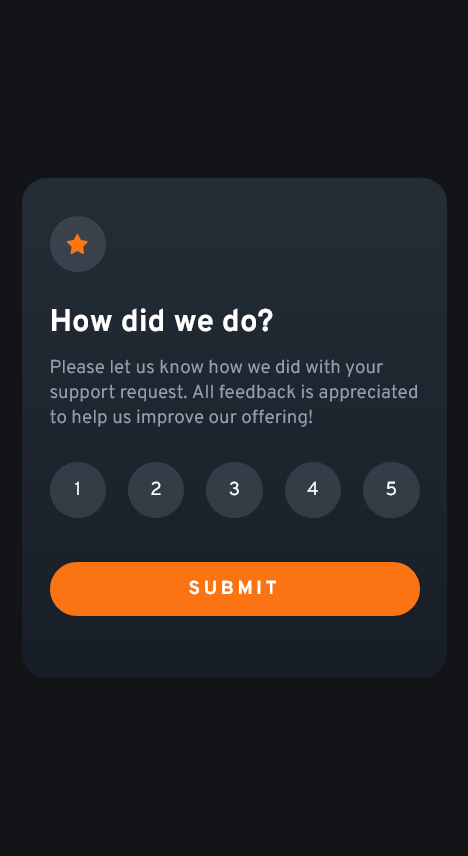 How did we do?
Please let us know how we did with your
support request. All feedback is appreciated
to help us improve our offering!
1 2 3 4 5
SUBMIT